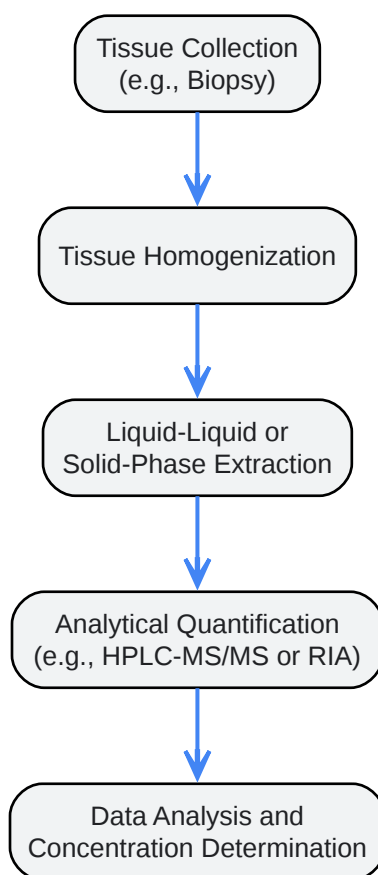 Tissue Collection
(e.g., Biopsy)
Tissue Homogenization
Liquid-Liquid or
Solid-Phase Extraction
Analytical Quantification
(e.g., HPLC-MS/MS or RIA)
Data Analysis and
Concentration Determination